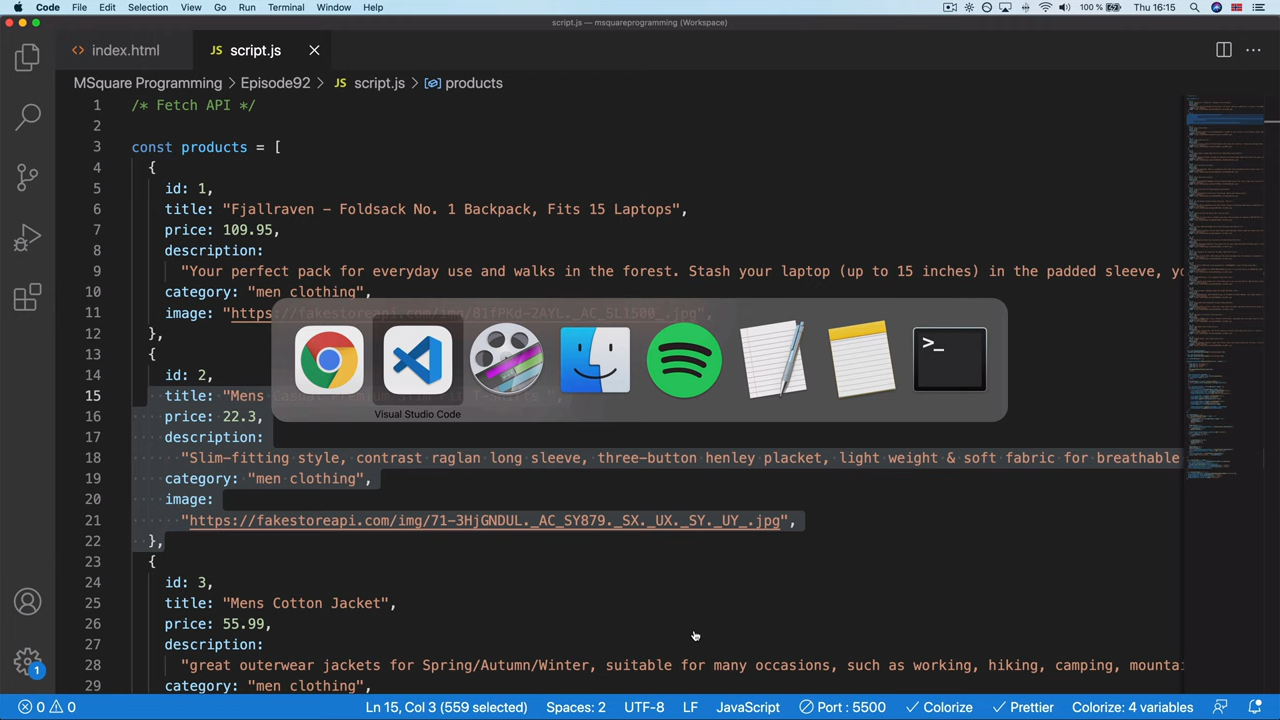 Code File Edit Selection View Go Run Terminal Window Help 100 % Thu 16:15
script.js — msquareprogramming (Workspace)
<> index.html JS script.js
MSquare Programming > Episode92 > JS script.js > products
1 /* Fetch API */
2
3 const products = [
4 {
5 id: 1,
6 title: "Fjallraven - Foldsack No. 1 Backpack, Fits 15 Laptops",
7 price: 109.95,
8 description:
9 "Your perfect pack for everyday use and walks in the forest. Stash your laptop (up to 15 inches) in the padded sleeve, yo
10 category: "men clothing",
11 image: "https://fakestoreapi.com/img/
12 },
13 {
14 id: 2,
15 title: "Mens Casual
16 price: 22.3,
17 description:
18 "Slim-fitting style, contrast raglan long sleeve, three-button henley placket, light weight & soft fabric for breathable
19 category: "men clothing",
20 image:
21 "https://fakestoreapi.com/img/71-3HjGNDUL._AC_SY879._SX._UX._SY._UY_.jpg",
22 },
23 {
24 id: 3,
25 title: "Mens Cotton Jacket",
26 price: 55.99,
27 description:
28 "great outerwear jackets for Spring/Autumn/Winter, suitable for many occasions, such as working, hiking, camping, mountai
29 category: "men clothing",
Visual Studio Code
>_
1
0 0 Ln 15, Col 3 (559 selected) Spaces: 2 UTF-8 LF JavaScript Port : 5500 Colorize Prettier Colorize: 4 variables